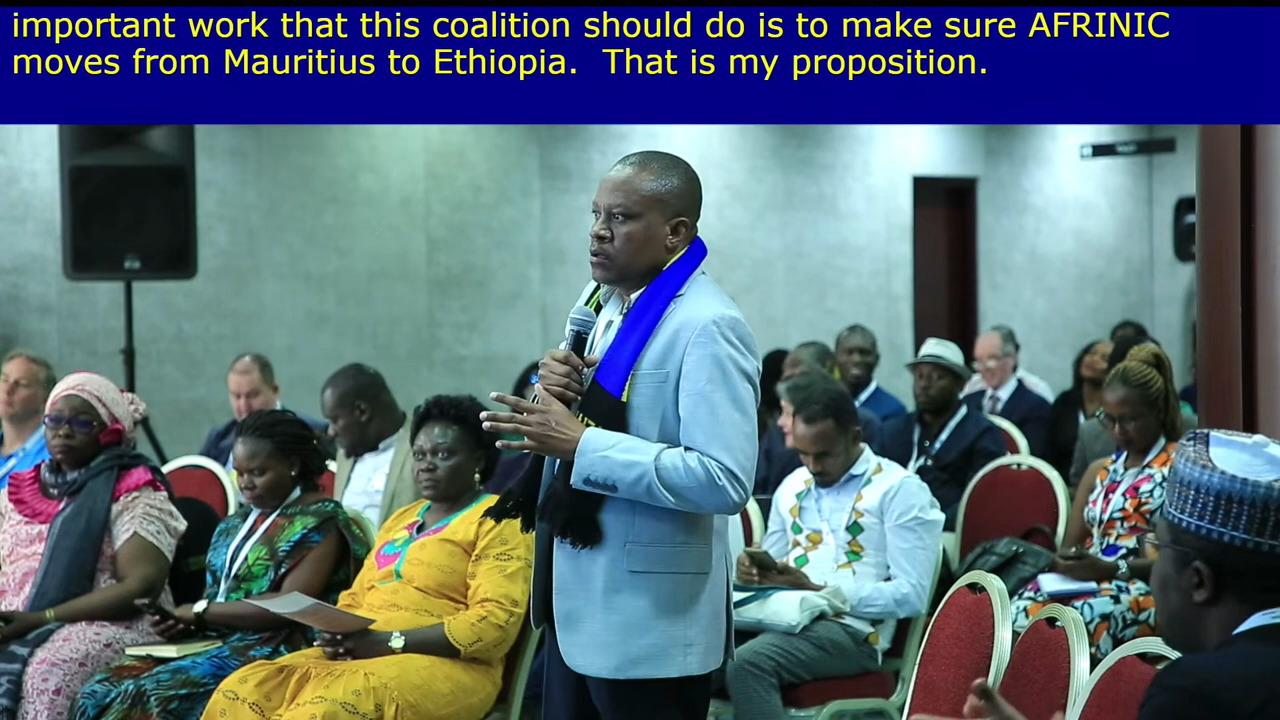 important work that this coalition should do is to make sure AFRINIC
moves from Mauritius to Ethiopia.  That is my proposition.